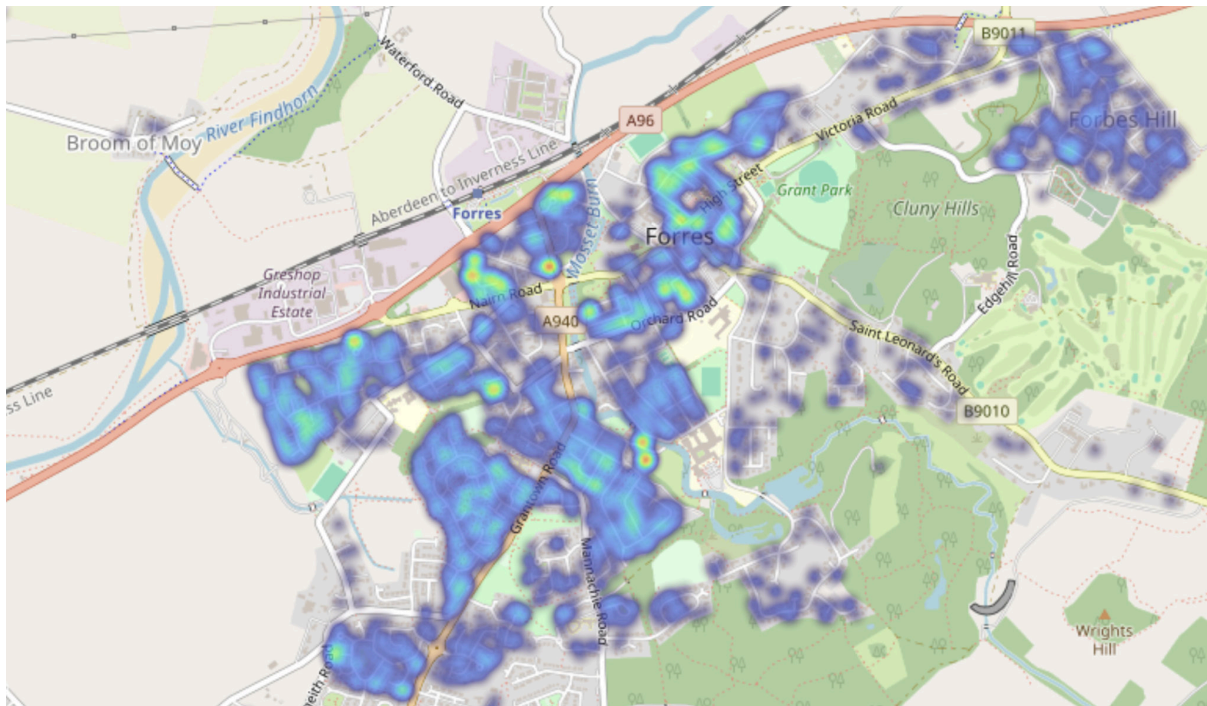 B9011
Waterford Road
River Findhorn
A96
Broom of Moy
Victoria Road
Forbes Hill
Aberdeen to Inverness Line
High Street
Grant Park
Forres
Mosset Burn
Cluny Hills
Forres
Greshop
Industrial
Estate
Edgehill Road
Nairn Road
A940
Orchard Road
Saint Leonard's Road
ss Line
B9010
Grantown Road
Mannachie Road
Wrights
Hill
neith Road